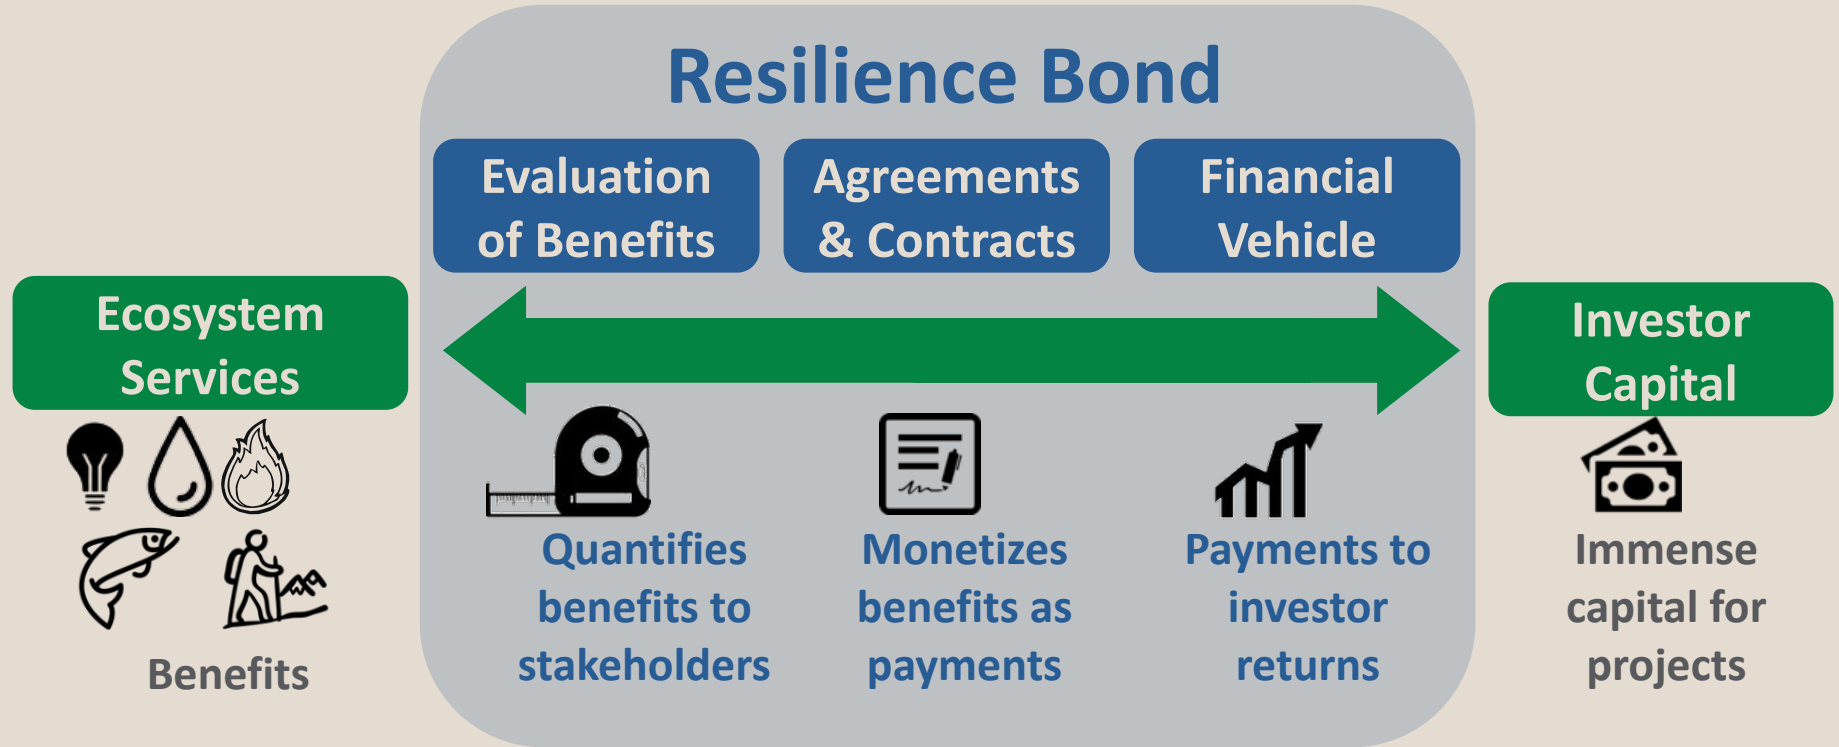 Resilience Bond
Evaluation
of Benefits
Agreements
& Contracts
Financial
Vehicle
Ecosystem
Services
Investor
Capital
Benefits
Quantifies
benefits to
stakeholders
Monetizes
benefits as
payments
Payments to
investor
returns
Immense
capital for
projects